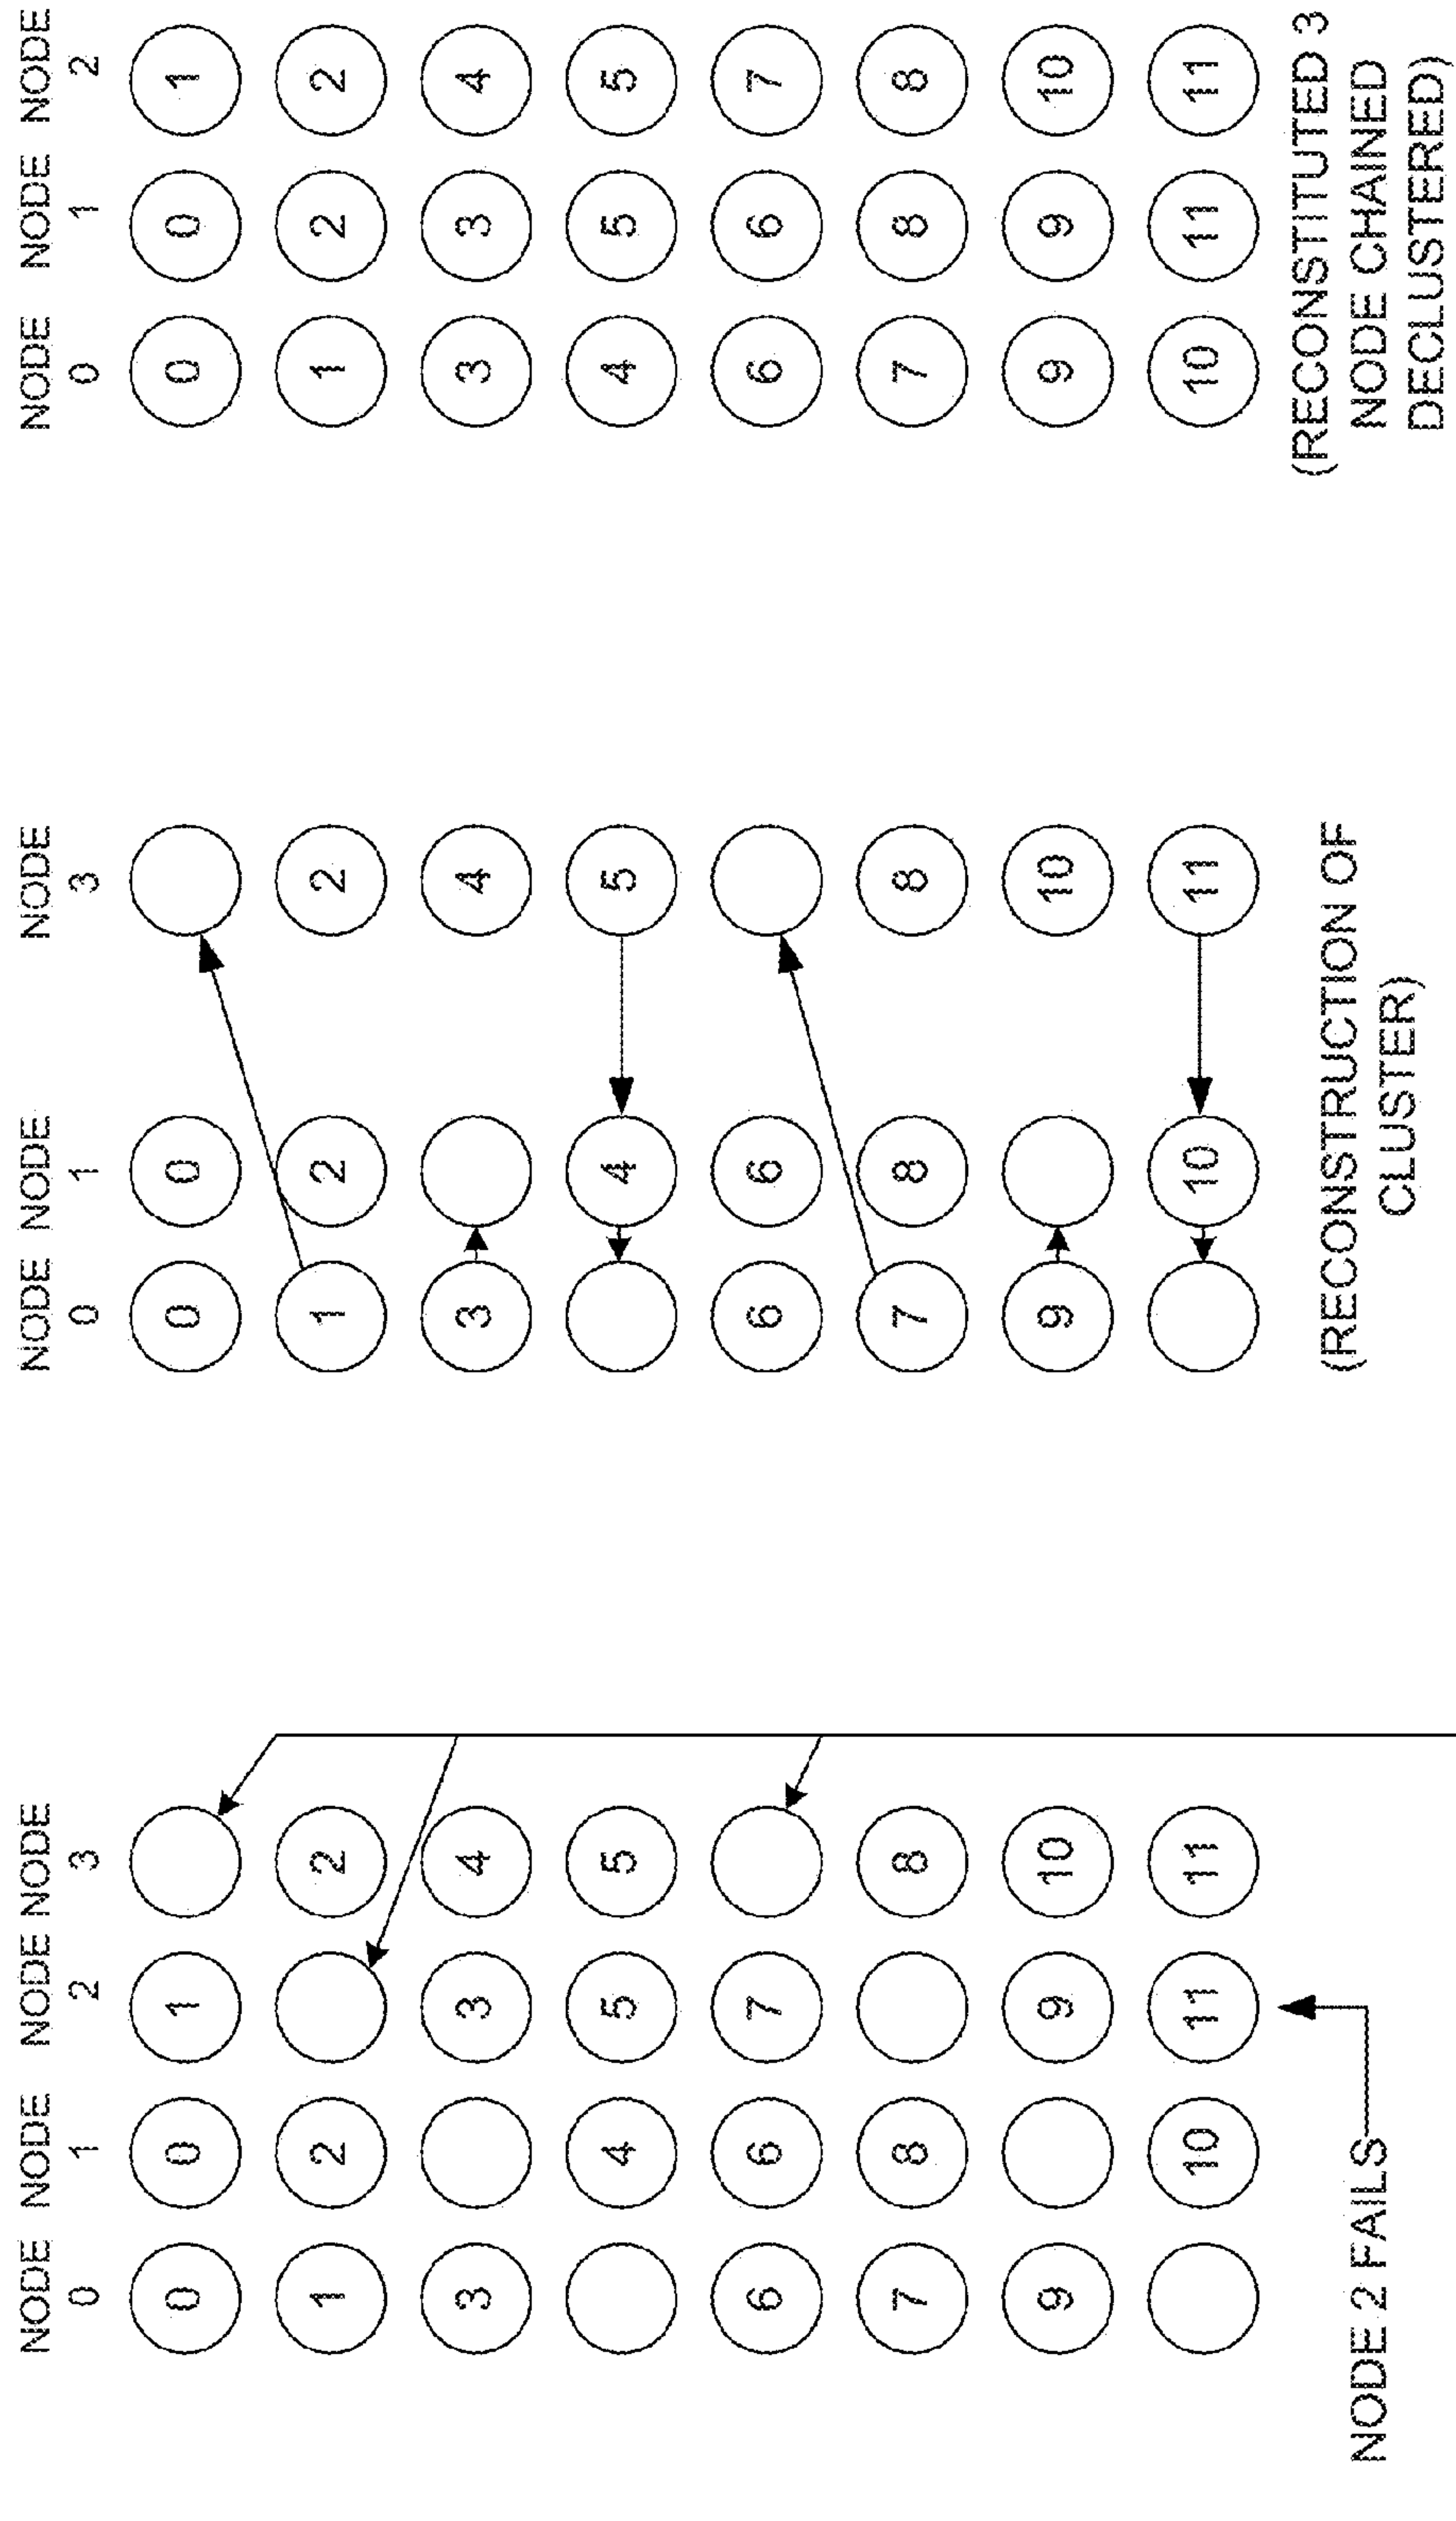 NODE NODE NODE NODE
0 1 2 3
0 0 1
1 2 2
3 3 4
4 5 5
6 6 7
7 8 8
9 9 10
10 11 11
NODE 2 FAILS
NODE NODE NODE
0 1 3
0 0
1 2 2
3 4
4 5
6 6
7 8 8
9 10
10 11
(RECONSTRUCTION OF
CLUSTER)
NODE NODE NODE
0 1 2
0 0 1
1 2 2
3 3 4
4 5 5
6 6 7
7 8 8
9 9 10
10 11 11
(RECONSTITUTED 3
NODE CHAINED
DECLUSTERED)